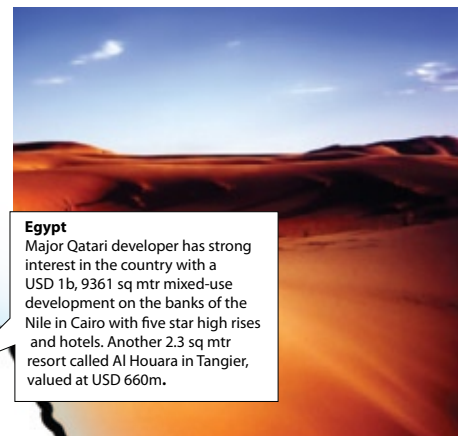 Egypt
Major Qatari developer has strong
interest in the country with a
USD 1b, 9361 sq mtr mixed-use
development on the banks of the
Nile in Cairo with five star high rises
and hotels. Another 2.3 sq mtr
resort called Al Houara in Tangier,
valued at USD 660m.